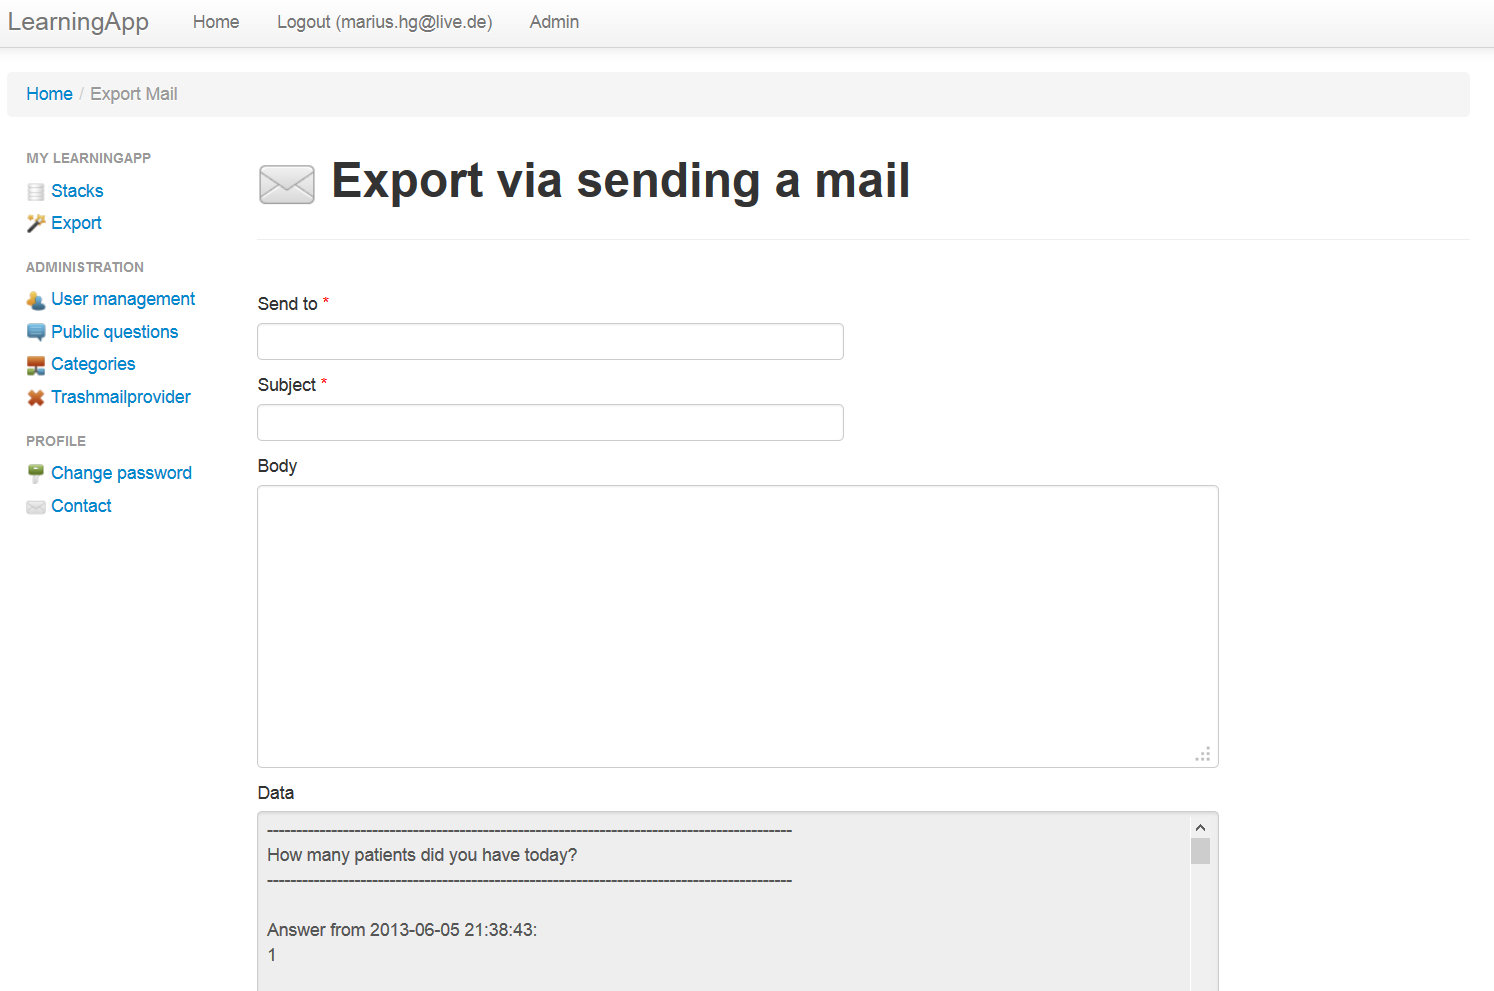 LearningApp Home Logout (marius.hg@live.de) Admin
Home / Export Mail
MY LEARNINGAPP
Stacks
Export
ADMINISTRATION
User management
Public questions
Categories
Trashmailprovider
PROFILE
Change password
Contact
Export via sending a mail
Send to *
Subject *
Body
Data
------------------------------------------------------------------------------------------
How many patients did you have today?
------------------------------------------------------------------------------------------
Answer from 2013-06-05 21:38:43:
1